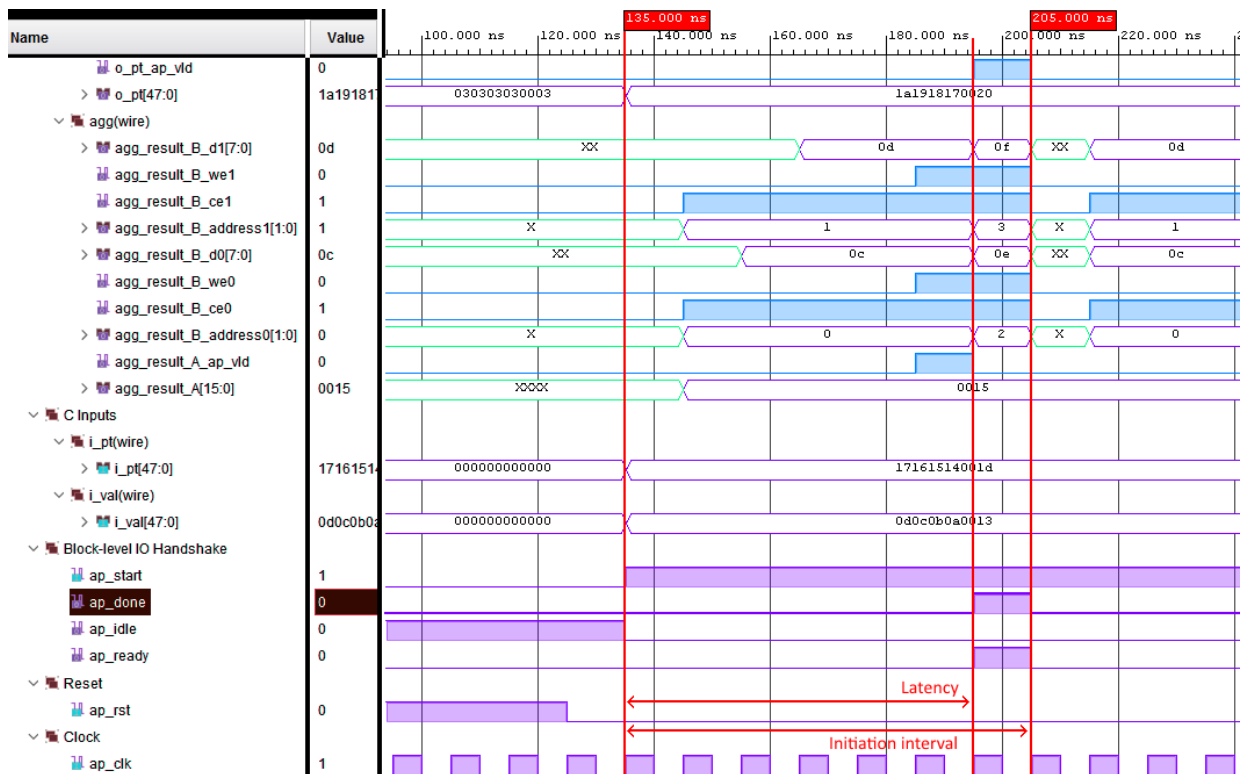 135.000 ns 205.000 ns
Name Value 100.000 ns 120.000 ns 140.000 ns 160.000 ns 180.000 ns 200.000 ns 220.000 ns
o_pt_ap_vld 0
o_pt[47:0] 1a19181 030303030003 1a1918170020
agg(wire)
agg_result_B_d1[7:0] 0d XX 0d 0f XX 0d
agg_result_B_we1 0
agg_result_B_ce1 1
agg_result_B_address1[1:0] 1 X 1 3 X 1
agg_result_B_d0[7:0] 0c XX 0c 0e XX 0c
agg_result_B_we0 0
agg_result_B_ce0 1
agg_result_B_address0[1:0] 0 X 0 2 X 0
agg_result_A_ap_vld 0
agg_result_A[15:0] 0015 XXXX 0015
C Inputs
i_pt(wire)
i_pt[47:0] 17161514 000000000000 17161514001d
i_val(wire)
i_val[47:0] 0d0c0b0a 000000000000 0d0c0b0a0013
Block-level IO Handshake
ap_start 1
ap_done 0
ap_idle 0
ap_ready 0
Reset
Latency
ap_rst 0
Clock
Initiation interval
ap_clk 1